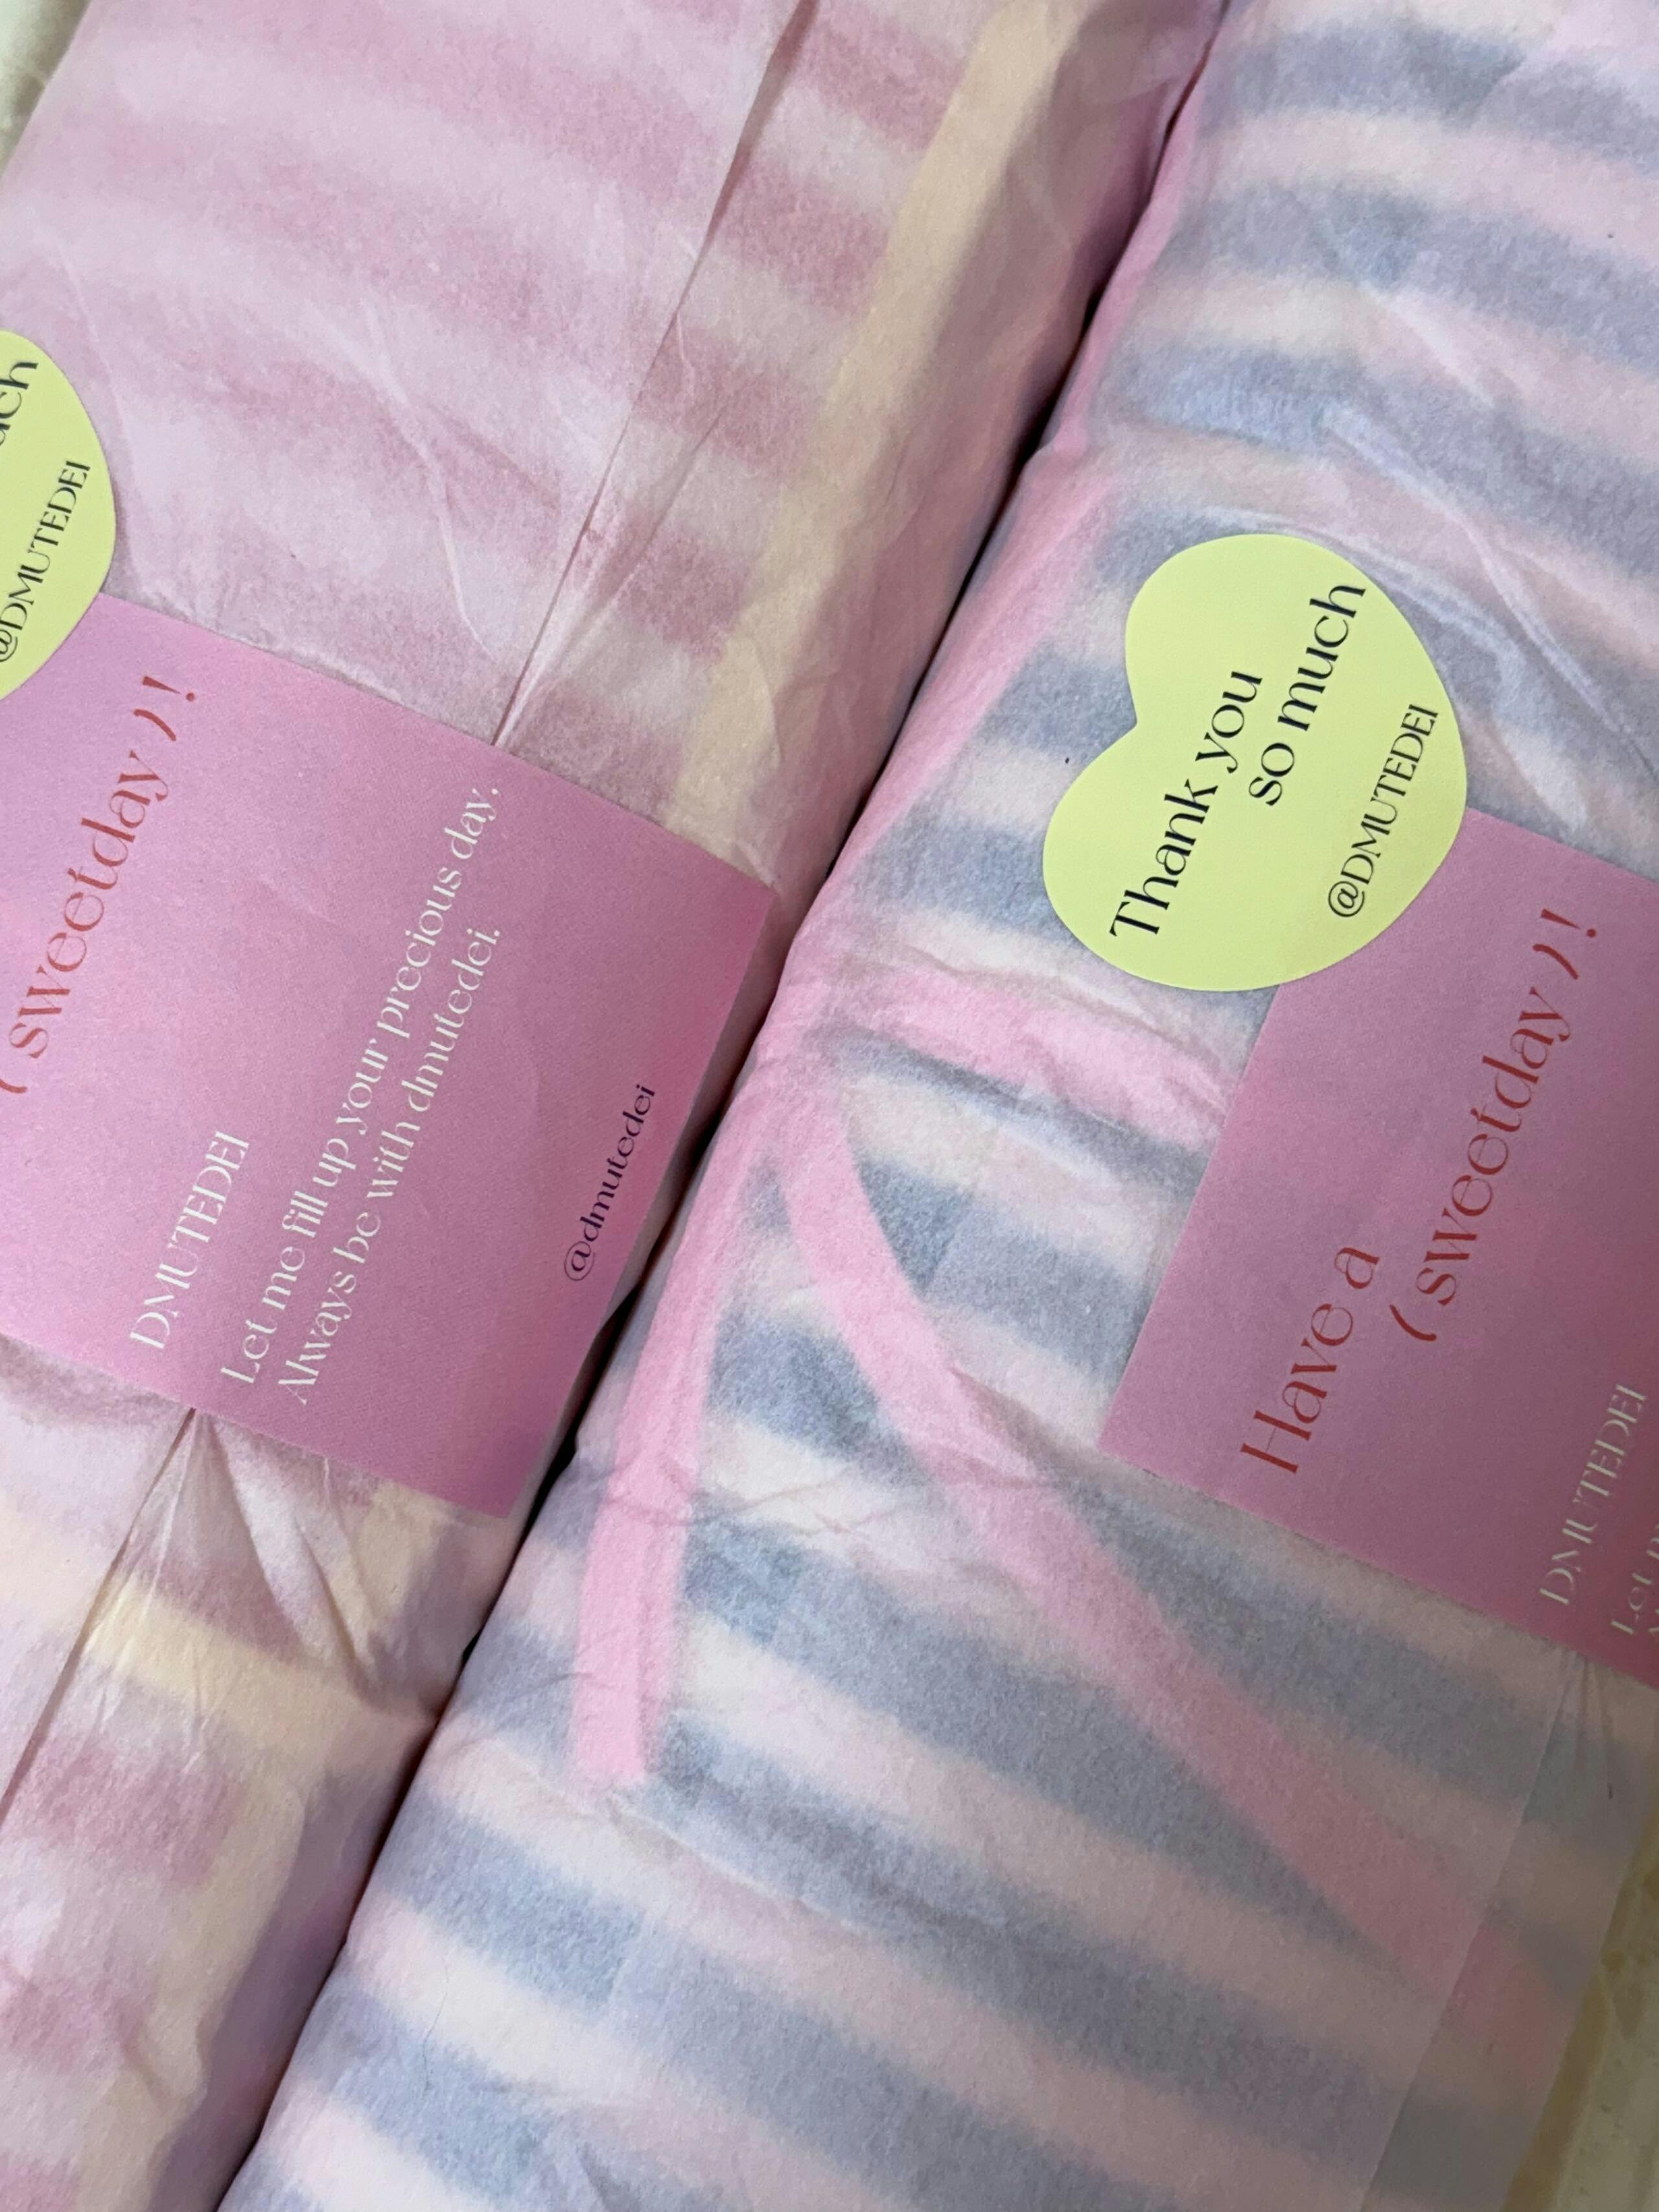 @DMUTEDEI
( sweetday ) !
DMUTEDEI
Let me fill up your precious day,
Always be with dmutedei.
@dmutedei
Thank you
so much
@DMUTEDEI
Have a
( sweetday ) !
DMUTEDEI